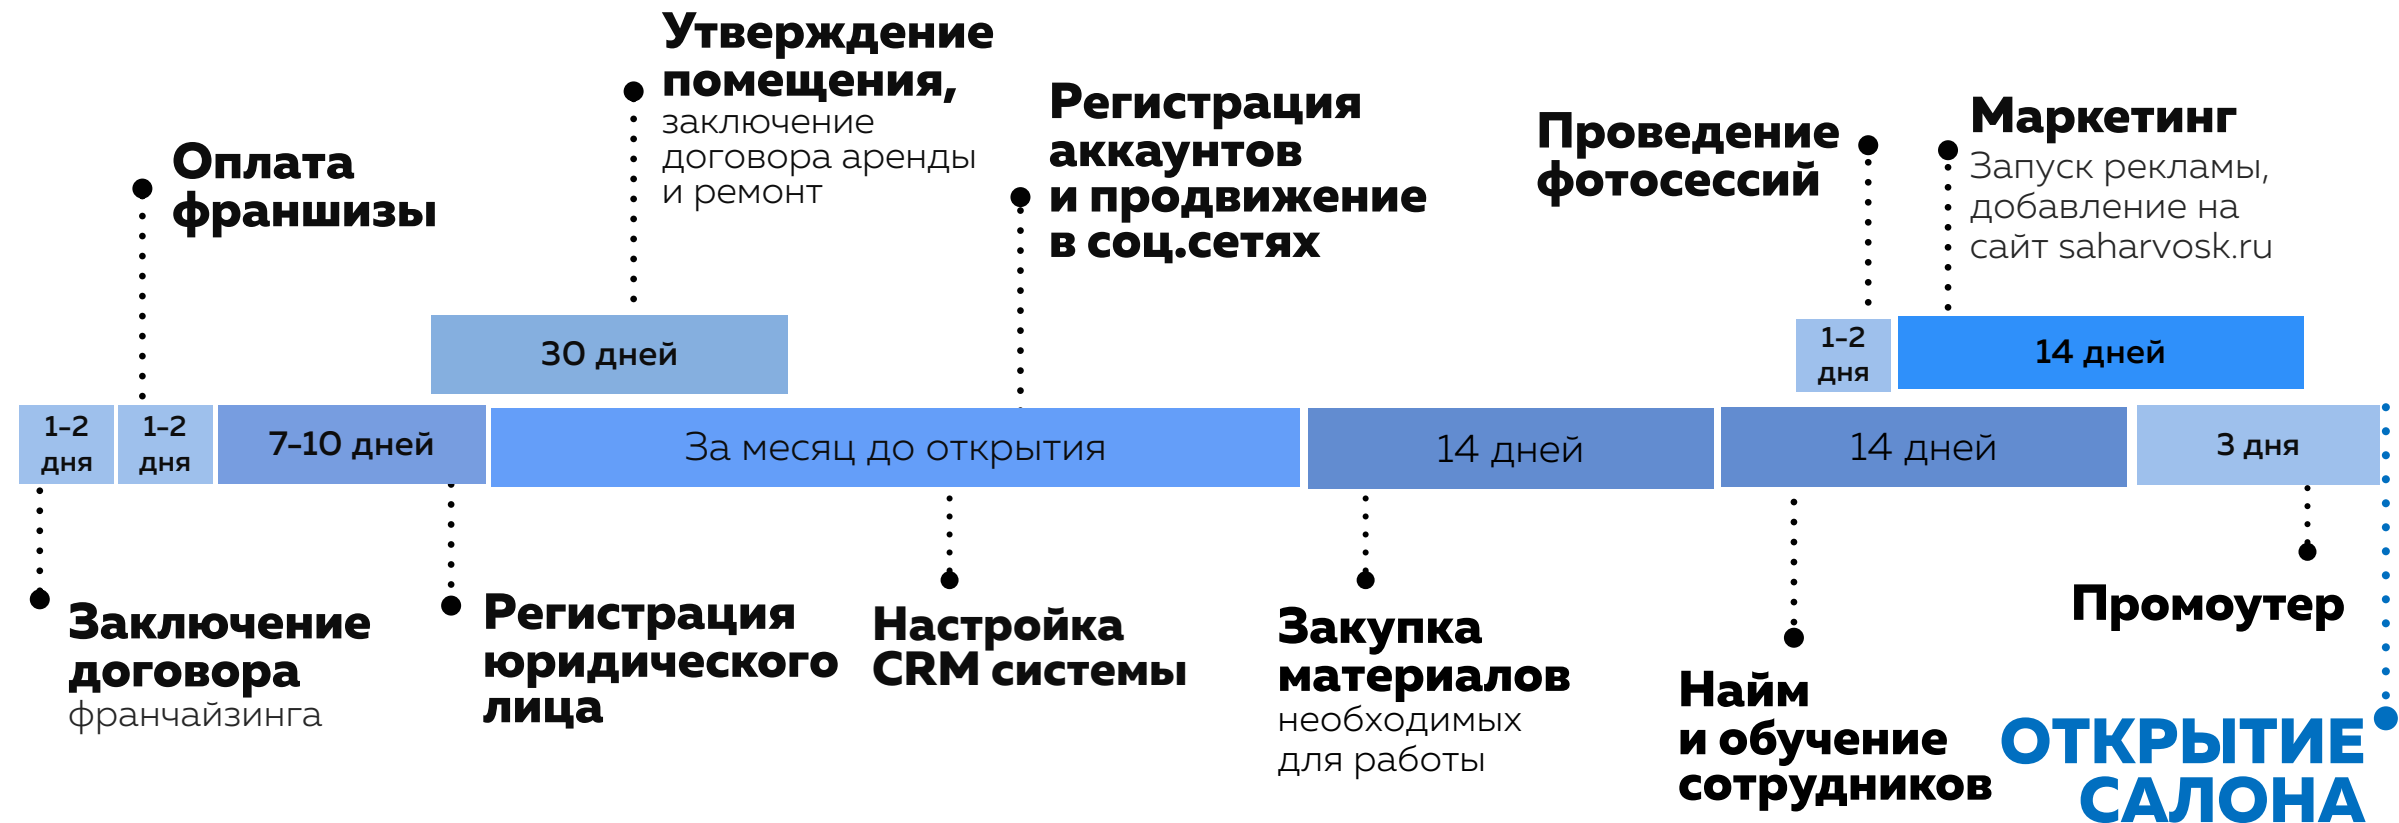 Утверждение
помещения,
заключение
договора аренды
и ремонт
Оплата
франшизы
Регистрация
аккаунтов
и продвижение
в соц.сетях
Проведение
фотосессий
Маркетинг
Запуск рекламы,
добавление на
сайт saharvosk.ru
30 дней
1-2
дня
14 дней
1-2
дня
1-2
дня
7-10 дней
За месяц до открытия
14 дней
14 дней
3 дня
Заключение
договора
франчайзинга
Регистрация
юридического
лица
Настройка
CRM системы
Закупка
материалов
необходимых
для работы
Найм
и обучение
сотрудников
Промоутер
ОТКРЫТИЕ
САЛОНА